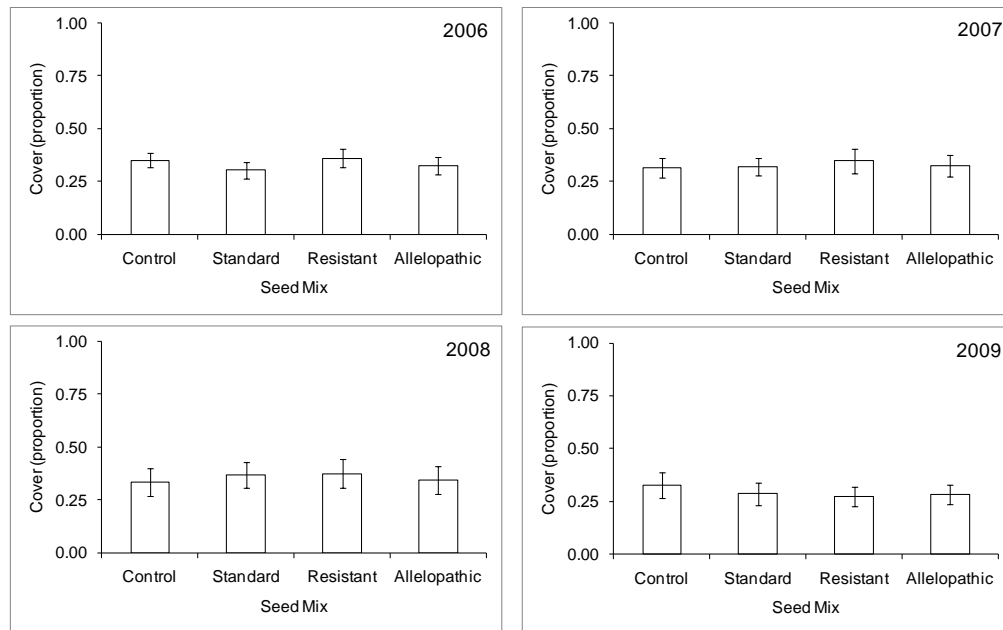 2006
1.00
0.75
0.50
0.25
0.00
Cover (proportion)
Control Standard Resistant Allelopathic
Seed Mix
2007
1.00
0.75
0.50
0.25
0.00
Cover (proportion)
Control Standard Resistant Allelopathic
Seed Mix
2008
1.00
0.75
0.50
0.25
0.00
Cover (proportion)
Control Standard Resistant Allelopathic
Seed Mix
2009
1.00
0.75
0.50
0.25
0.00
Cover (proportion)
Control Standard Resistant Allelopathic
Seed Mix